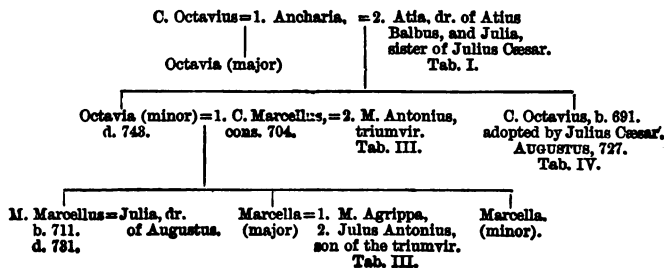 C. Octavius=1. Ancharia, =2. Atia, dr. of Atius
Balbus, and Julia,
sister of Julius Cæsar.
Octavia (major) Tab. I.
Octavia (minor)=1. C. Marcellus,=2. M. Antonius, C. Octavius, b. 691.
d. 743. cons. 704. triumvir. adopted by Julius Cæsar.
Tab. III. AUGUSTUS, 727.
Tab. IV.
M. Marcellus=Julia, dr. Marcella=1. M. Agrippa, Marcella.
b. 711. of Augustus. (major) 2. Julus Antonius, (minor).
d. 731. son of the triumvir.
Tab. III.